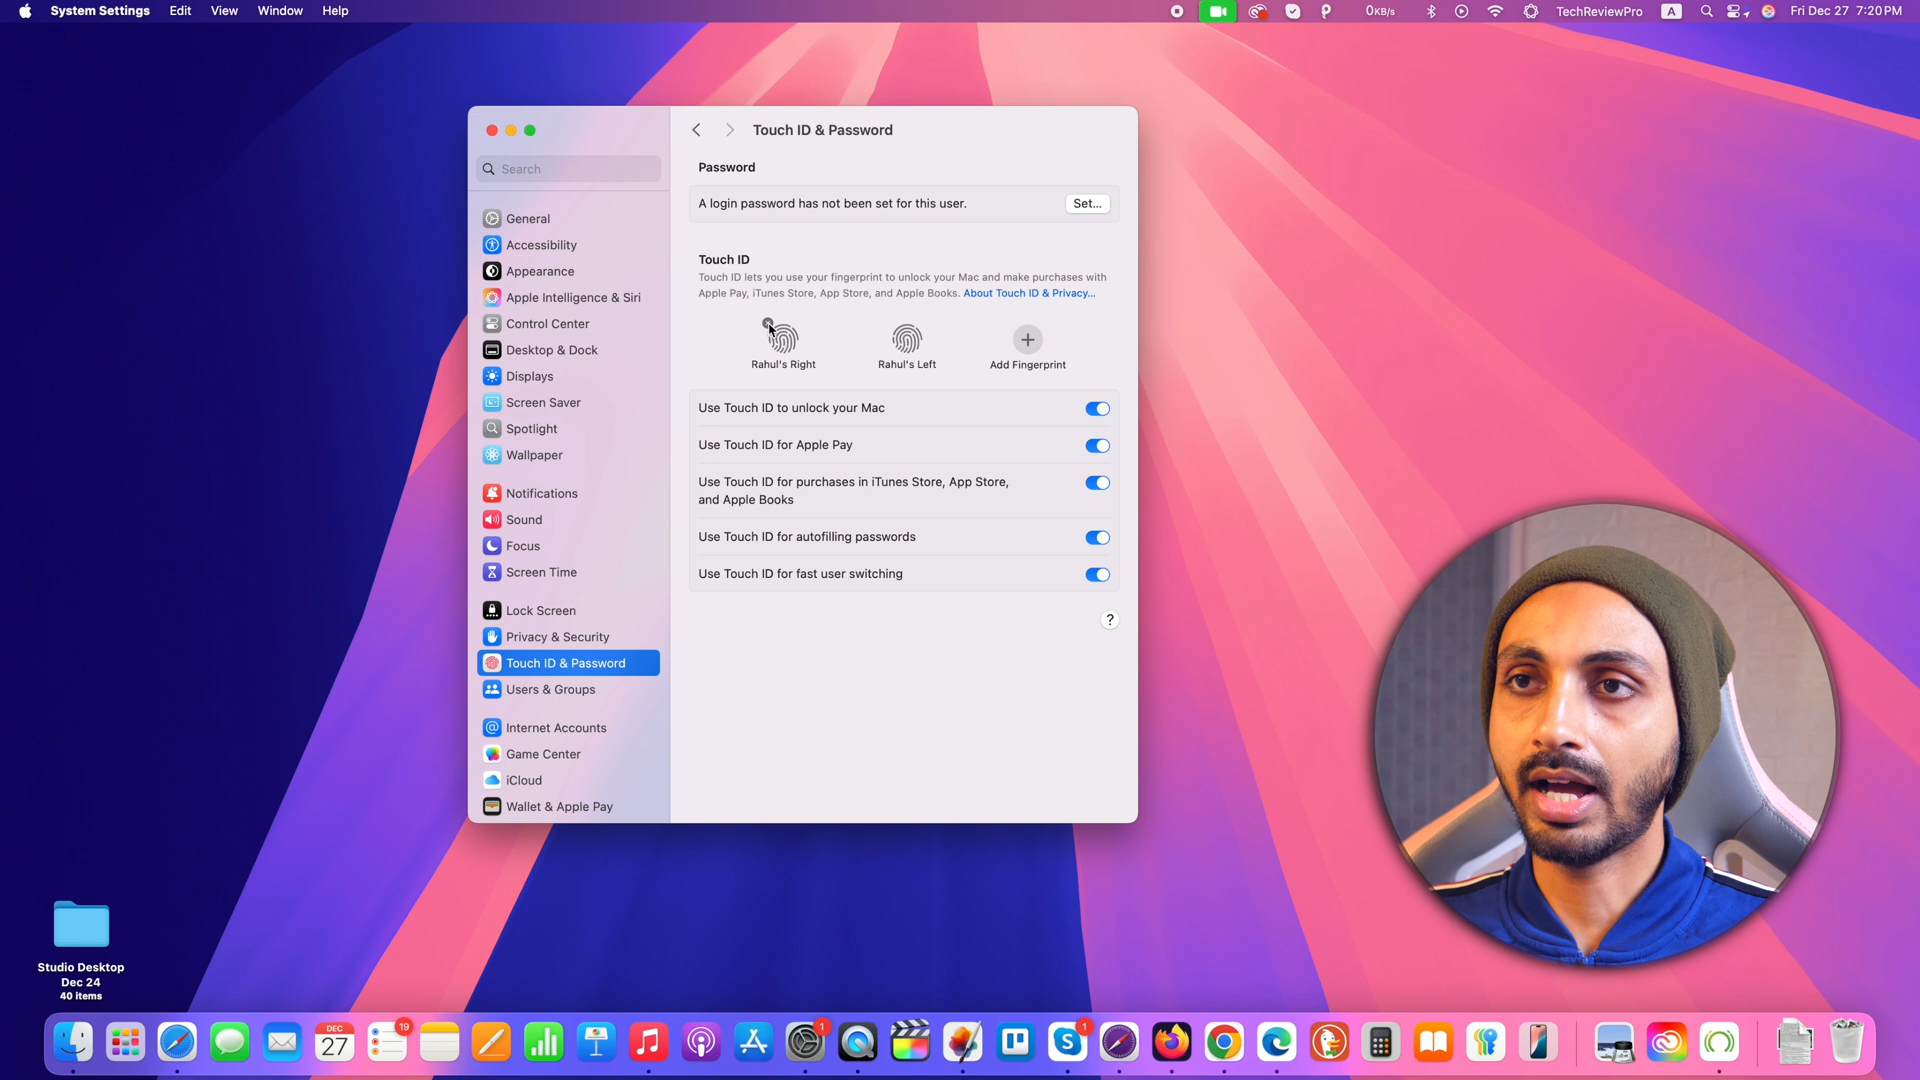 System Settings Edit View Window Help
0KB/s TechReviewPro A Fri Dec 27 7:20 PM
Touch ID & Password
Search
General
Accessibility
Appearance
Apple Intelligence & Siri
Control Center
Desktop & Dock
Displays
Screen Saver
Spotlight
Wallpaper
Notifications
Sound
Focus
Screen Time
Lock Screen
Privacy & Security
Touch ID & Password
Users & Groups
Internet Accounts
Game Center
iCloud
Wallet & Apple Pay
Password
A login password has not been set for this user. Set...
Touch ID
Touch ID lets you use your fingerprint to unlock your Mac and make purchases with
Apple Pay, iTunes Store, App Store, and Apple Books. About Touch ID & Privacy...
Rahul's Right Rahul's Left Add Fingerprint
Use Touch ID to unlock your Mac
Use Touch ID for Apple Pay
Use Touch ID for purchases in iTunes Store, App Store,
and Apple Books
Use Touch ID for autofilling passwords
Use Touch ID for fast user switching
?
Studio Desktop
Dec 24
40 items
DEC
27
19
1
1